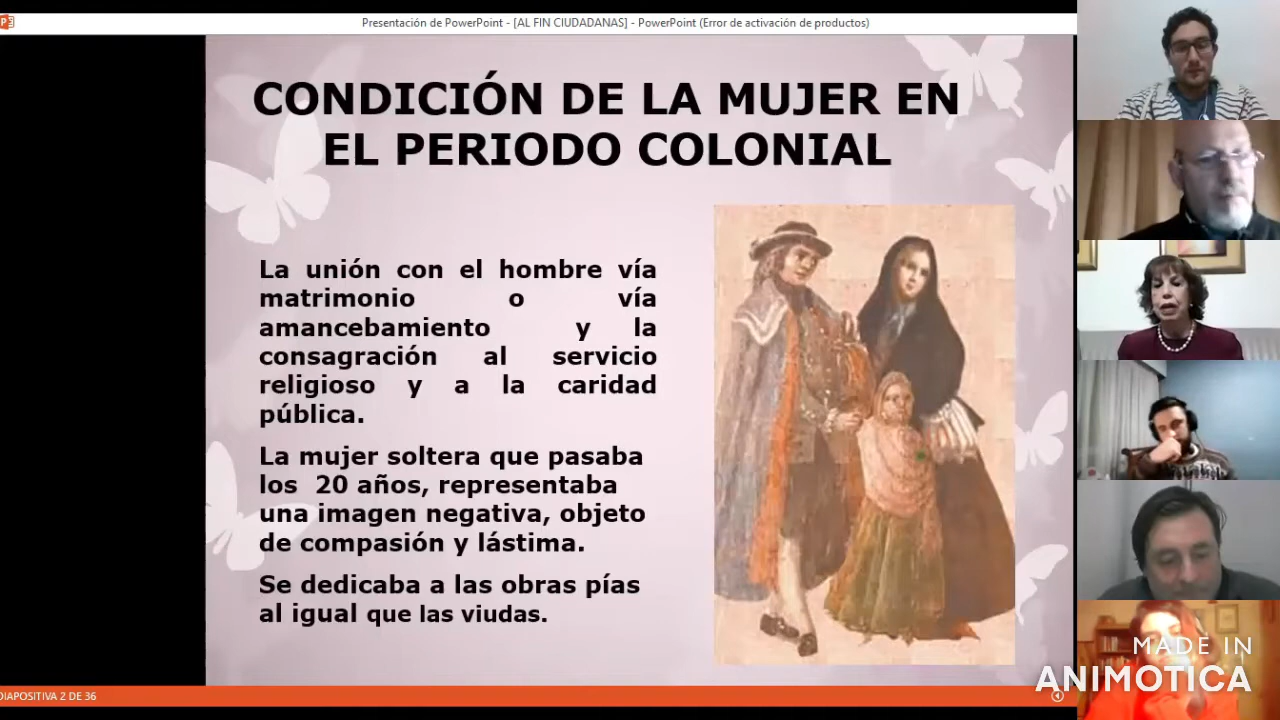 Presentación de PowerPoint - [AL FIN CIUDADANAS] - PowerPoint (Error de activación de productos)
CONDICIÓN DE LA MUJER EN
EL PERIODO COLONIAL
La unión con el hombre vía
matrimonio o vía
amancebamiento y la
consagración al servicio
religioso y a la caridad
pública.
La mujer soltera que pasaba
los 20 años, representaba
una imagen negativa, objeto
de compasión y lástima.
Se dedicaba a las obras pías
al igual que las viudas.
DIAPOSITIVA 2 DE 36
MADE IN
ANIMOTICA